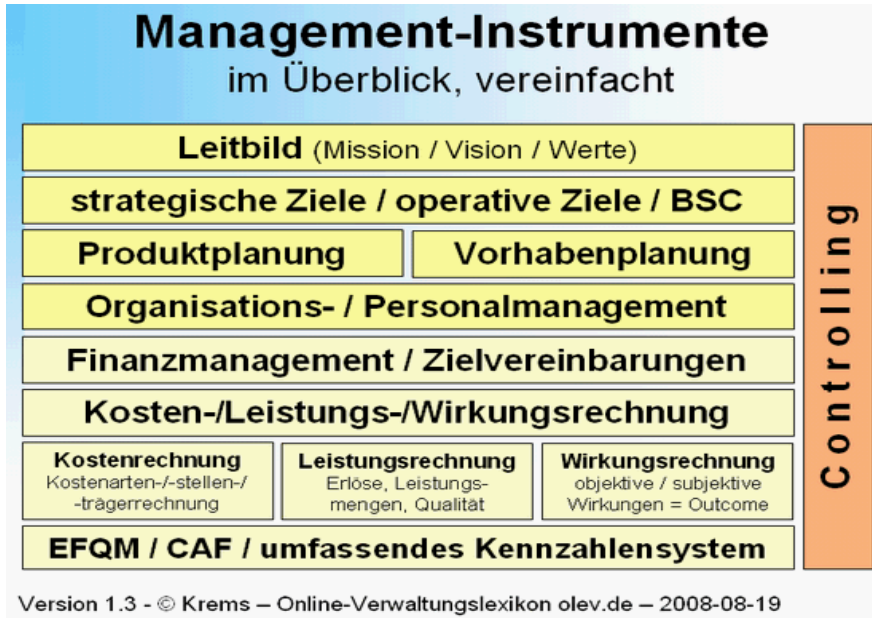 Management-Instrumente
im Überblick, vereinfacht
Leitbild (Mission / Vision / Werte)
strategische Ziele / operative Ziele / BSC
Produktplanung
Vorhabenplanung
Organisations- / Personalmanagement
Finanzmanagement / Zielvereinbarungen
Kosten-/Leistungs-/Wirkungsrechnung
Kostenrechnung
Kostenarten-/-stellen-/
-trägerrechnung
Leistungsrechnung
Erlöse, Leistungs-
mengen, Qualität
Wirkungsrechnung
objektive / subjektive
Wirkungen = Outcome
EFQM / CAF / umfassendes Kennzahlensystem
Controlling
Version 1.3 - © Krems – Online-Verwaltungslexikon olev.de – 2008-08-19